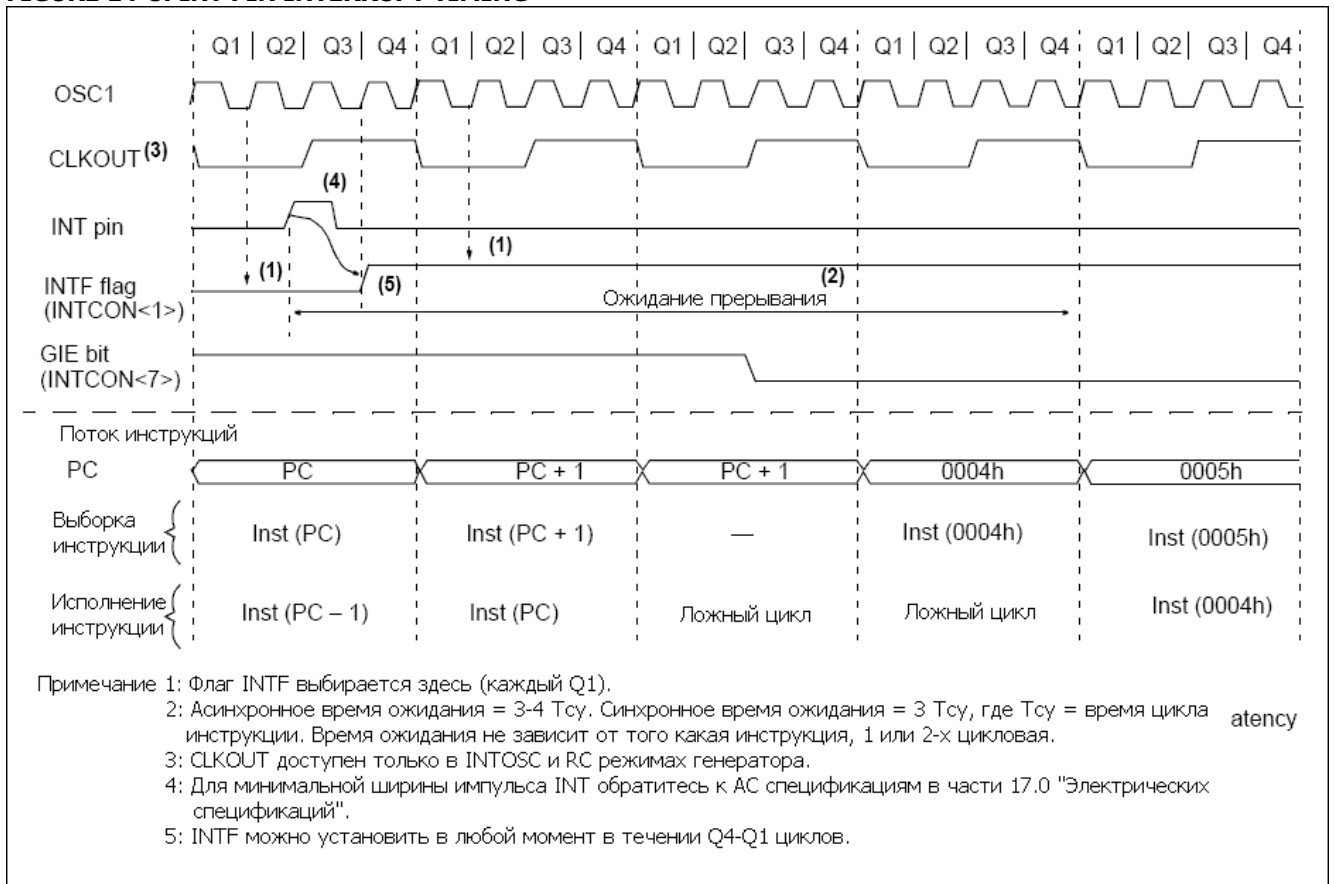 Q1 | Q2 | Q3 | Q4 Q1 | Q2 | Q3 | Q4 Q1 | Q2 | Q3 | Q4 Q1 | Q2 | Q3 | Q4 Q1 | Q2 | Q3 | Q4
OSC1
CLKOUT (3)
(4)
INT pin
(1)
(1)
INTF flag
(INTCON<1>)
(5)
(2)
Ожидание прерывания
GIE bit
(INTCON<7>)
Поток инструкций
PC PC PC + 1 PC + 1 0004h 0005h
Выборка
инструкции
Inst (PC) Inst (PC + 1) — Inst (0004h) Inst (0005h)
Исполнение
инструкции
Inst (PC – 1) Inst (PC) Ложный цикл Ложный цикл Inst (0004h)
Примечание 1: Флаг INTF выбирается здесь (каждый Q1).
2: Асинхронное время ожидания = 3-4 Tcy. Синхронное время ожидания = 3 Tcy, где Tcy = время цикла atency
инструкции. Время ожидания не зависит от того какая инструкция, 1 или 2-х цикловая.
3: CLKOUT доступен только в INTOSC и RC режимах генератора.
4: Для минимальной ширины импульса INT обратитесь к AC спецификациям в части 17.0 "Электрических
спецификаций".
5: INTF можно установить в любой момент в течении Q4-Q1 циклов.